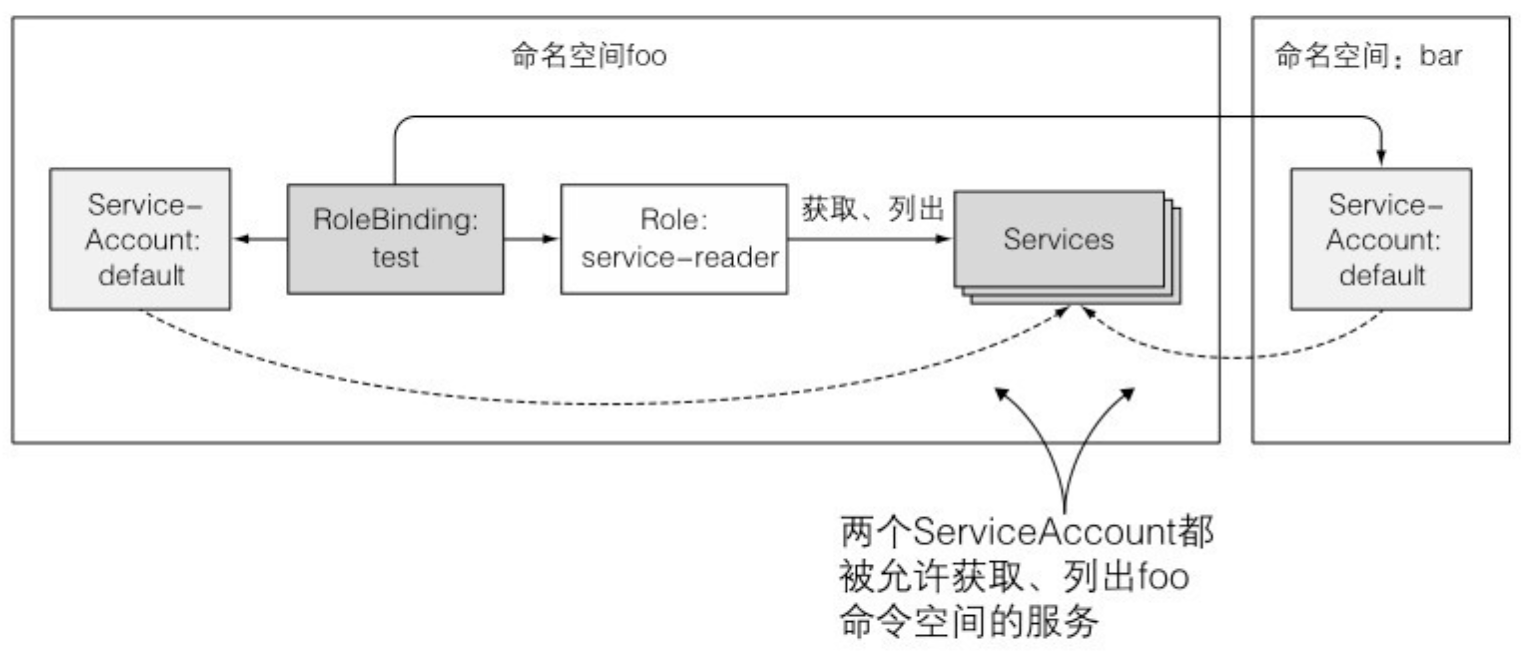 命名空间foo
命名空间：bar
Service-
Account:
default
RoleBinding:
test
Role:
service-reader
获取、列出
Services
Service-
Account:
default
两个ServiceAccount都
被允许获取、列出foo
命令空间的服务